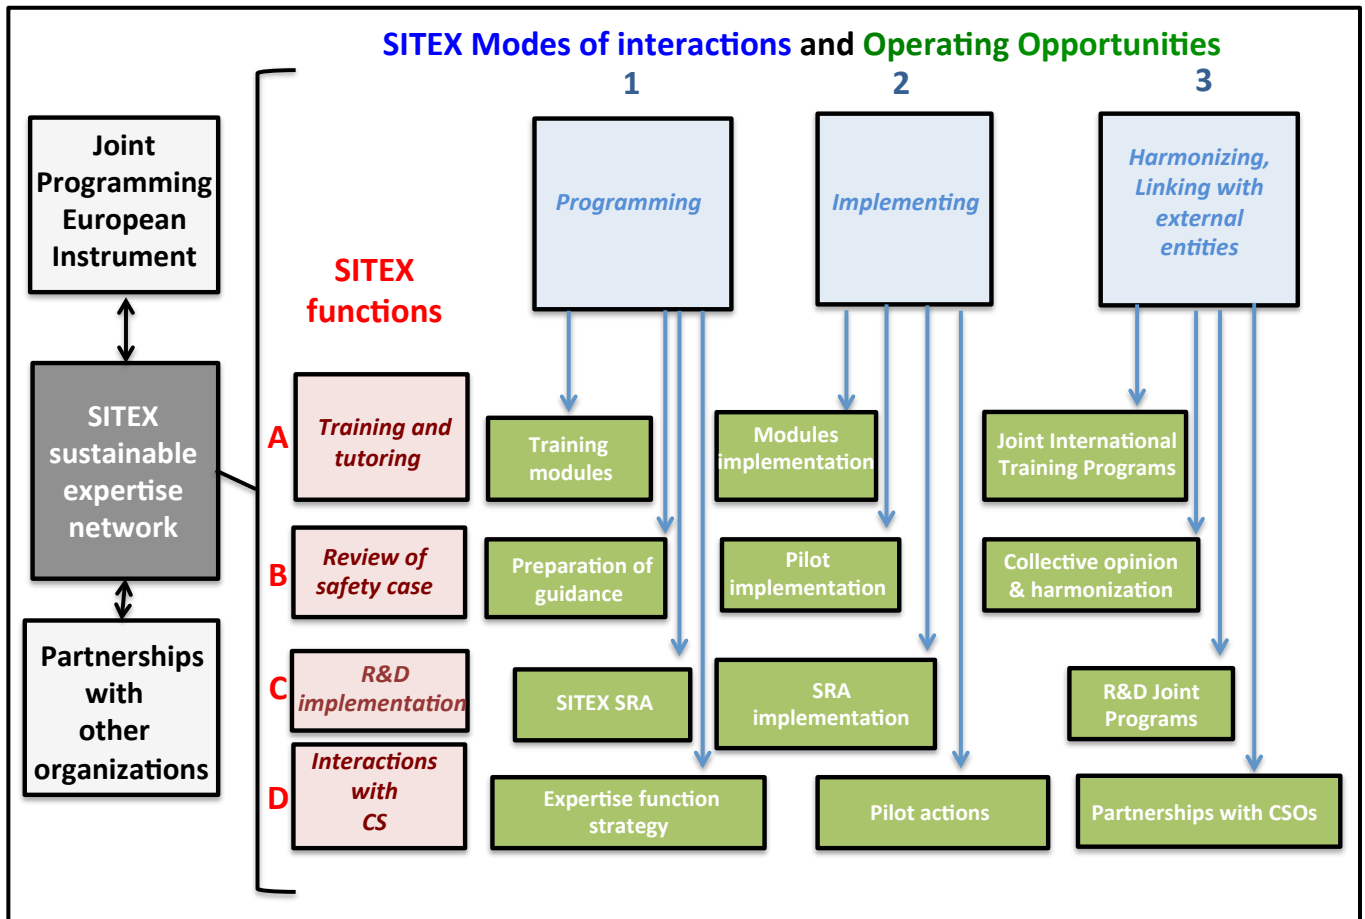 SITEX Modes of interactions and Operating Opportunities
1
2
3
Joint
Programming
European
Instrument
SITEX
sustainable
expertise
network
Partnerships
with
other
organizations
SITEX
functions
Programming
Implementing
Harmonizing,
Linking with
external
entities
A
Training and
tutoring
Training
modules
Modules
implementation
Joint International
Training Programs
B
Review of
safety case
Preparation of
guidance
Pilot
implementation
Collective opinion
& harmonization
C
R&D
implementation
SITEX SRA
SRA
implementation
R&D Joint
Programs
D
Interactions
with
CS
Expertise function
strategy
Pilot actions
Partnerships with CSOs